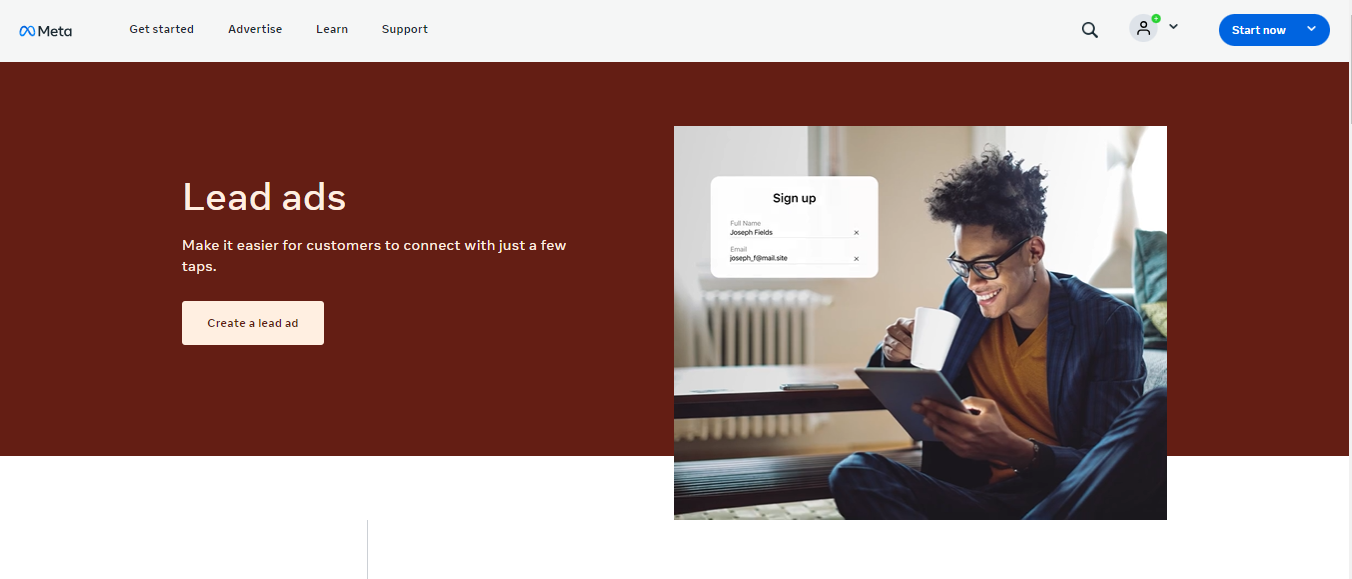 Meta
Get started
Advertise
Learn
Support
Start now
Lead ads
Make it easier for customers to connect with just a few
taps.
Create a lead ad
Sign up
Full Name
Joseph Fields
Email
joseph_f@mail.site